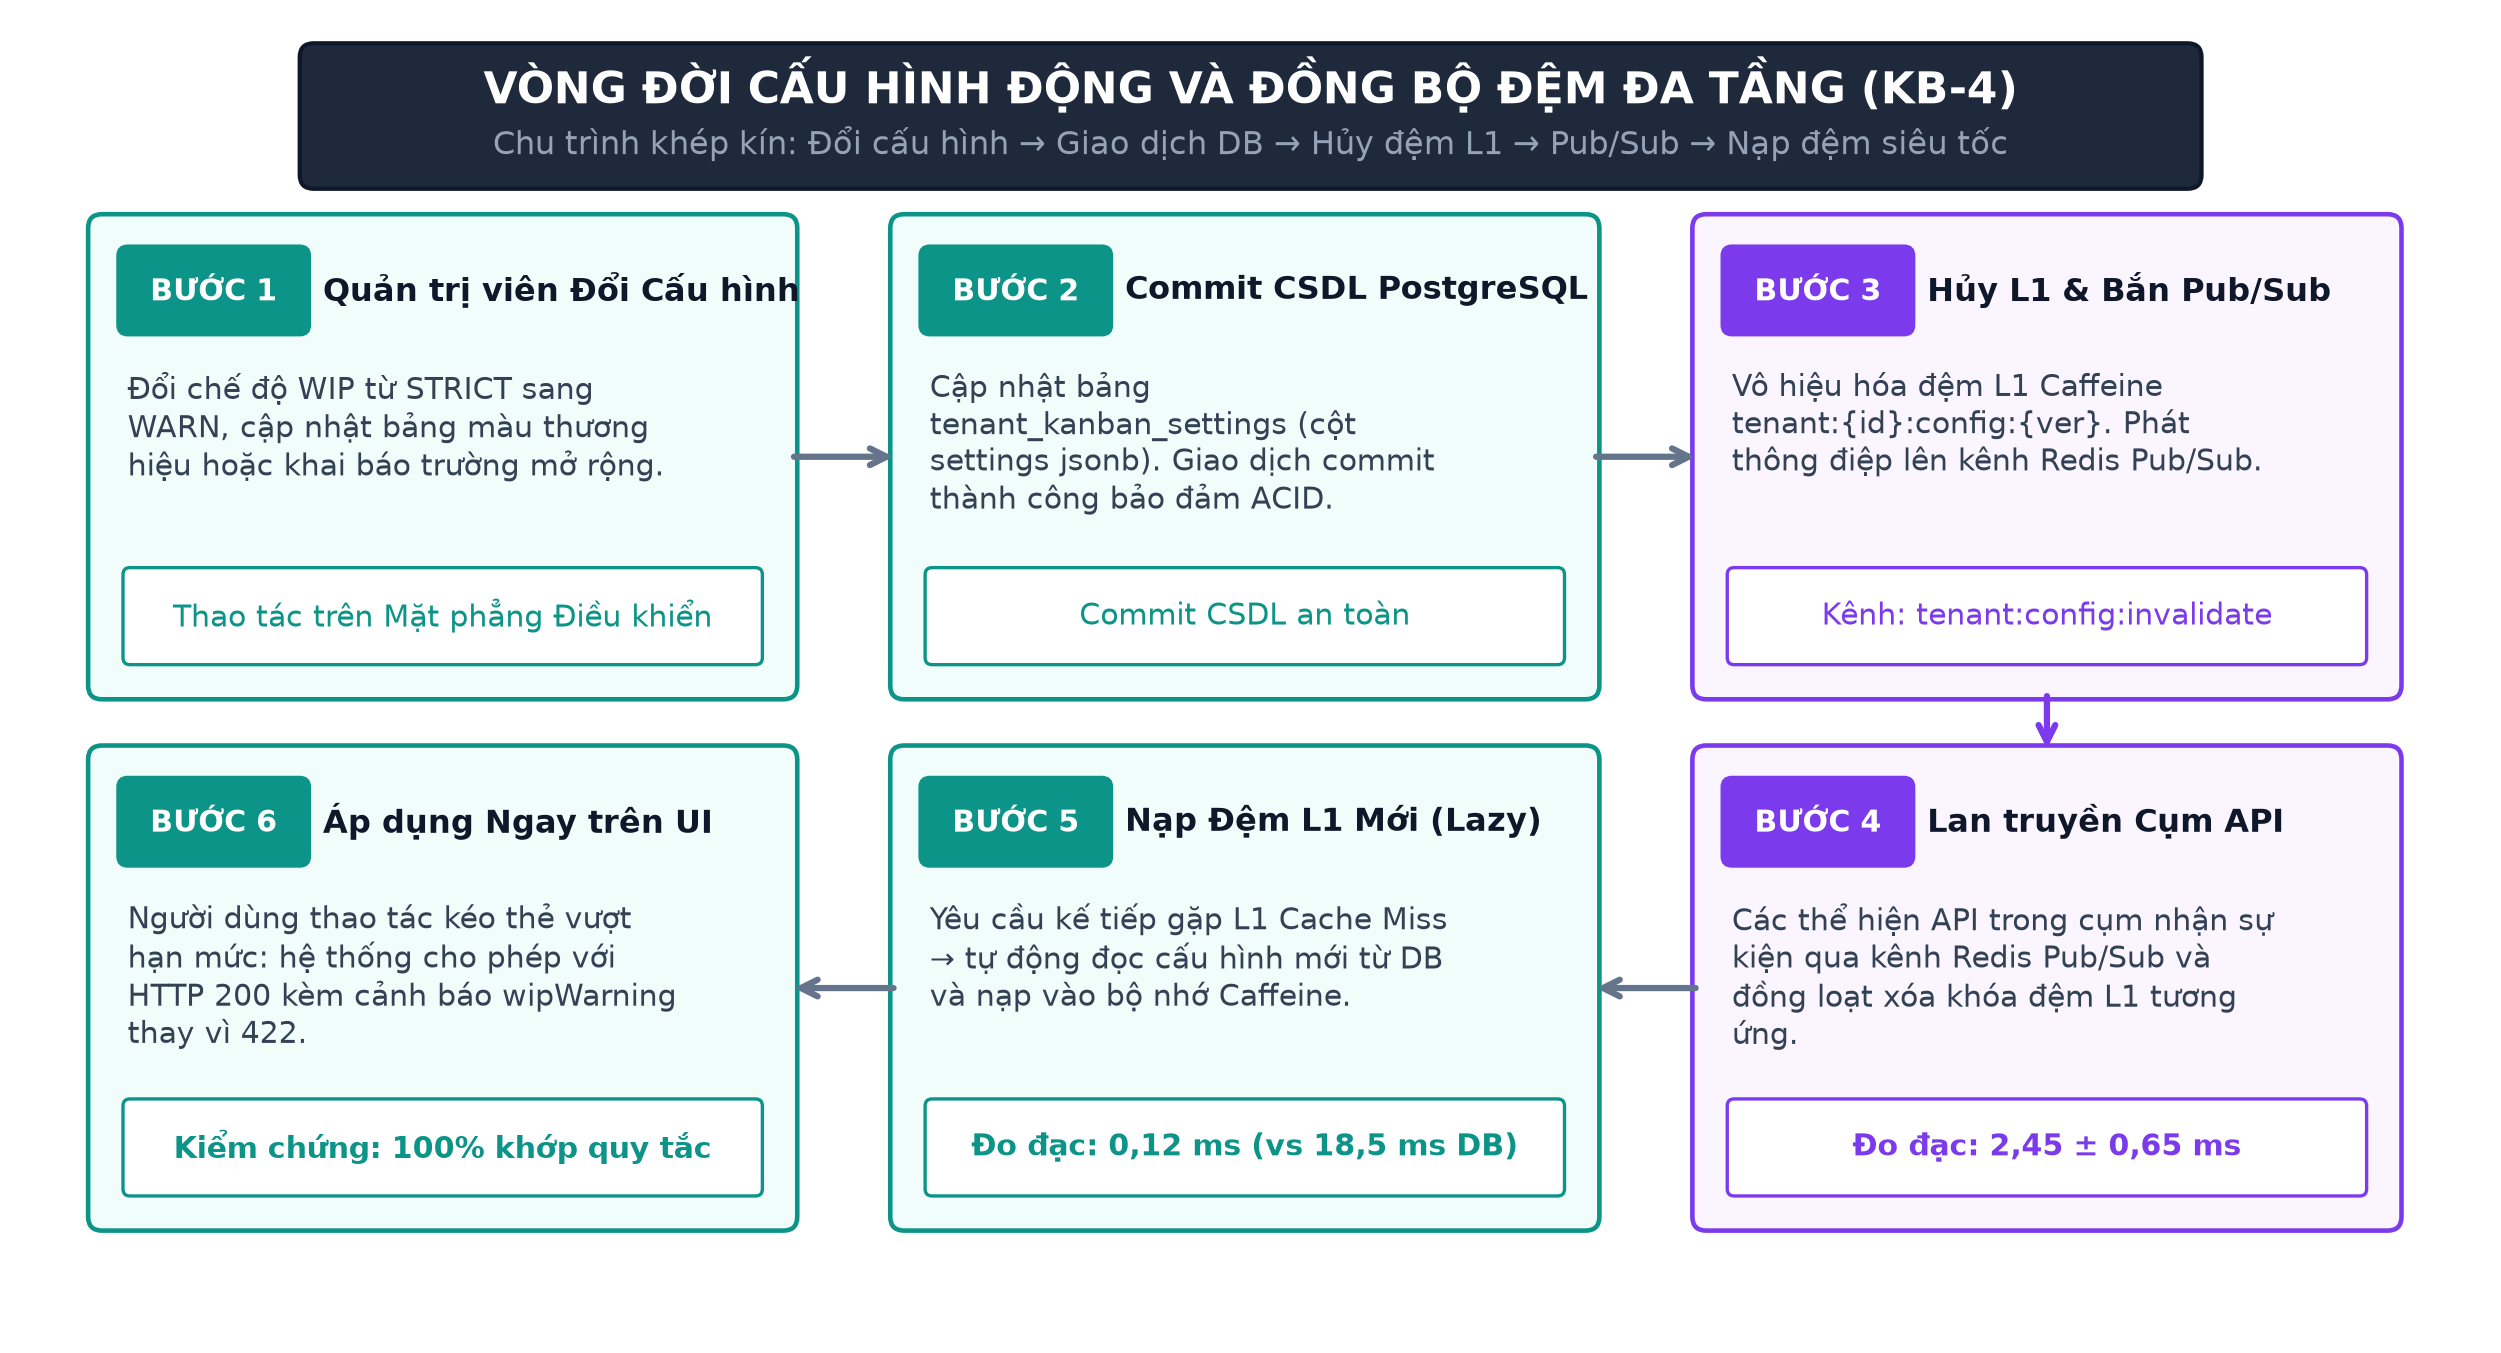 VÒNG ĐỜI CẤU HÌNH ĐỘNG VÀ ĐỒNG BỘ ĐỆM ĐA TẦNG (KB-4)
Chu trình khép kín: Đổi cấu hình → Giao dịch DB → Hủy đệm L1 → Pub/Sub → Nạp đệm siêu tốc
BƯỚC 1
Quản trị viên Đổi Cấu hình
Đổi chế độ WIP từ STRICT sang
WARN, cập nhật bảng màu thương
hiệu hoặc khai báo trường mở rộng.
Thao tác trên Mặt phẳng Điều khiển
BƯỚC 2
Commit CSDL PostgreSQL
Cập nhật bảng
tenant_kanban_settings (cột
settings jsonb). Giao dịch commit
thành công bảo đảm ACID.
Commit CSDL an toàn
BƯỚC 3
Hủy L1 & Bắn Pub/Sub
Vô hiệu hóa đệm L1 Caffeine
tenant:{id}:config:{ver}. Phát
thông điệp lên kênh Redis Pub/Sub.
Kênh: tenant:config:invalidate
BƯỚC 4
Lan truyền Cụm API
Các thể hiện API trong cụm nhận sự
kiện qua kênh Redis Pub/Sub và
đồng loạt xóa khóa đệm L1 tương
ứng.
Đo đạc: 2,45 ± 0,65 ms
BƯỚC 5
Nạp Đệm L1 Mới (Lazy)
Yêu cầu kế tiếp gặp L1 Cache Miss
→ tự động đọc cấu hình mới từ DB
và nạp vào bộ nhớ Caffeine.
Đo đạc: 0,12 ms (vs 18,5 ms DB)
BƯỚC 6
Áp dụng Ngay trên UI
Người dùng thao tác kéo thẻ vượt
hạn mức: hệ thống cho phép với
HTTP 200 kèm cảnh báo wipWarning
thay vì 422.
Kiểm chứng: 100% khớp quy tắc